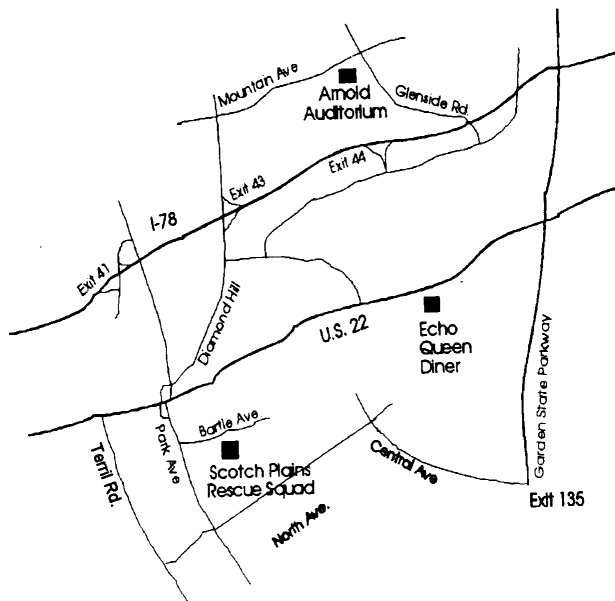 Mountain Ave
Arnold
Auditorium
Glenside Rd.
Exit 44
Exit 43
I-78
Exit 41
Diamond Hill
U.S. 22
Echo
Queen
Diner
Garden State Parkway
Bartle Ave
Park Ave
Terril Rd.
Scotch Plains
Rescue Squad
Central Ave
North Ave.
Exit 135